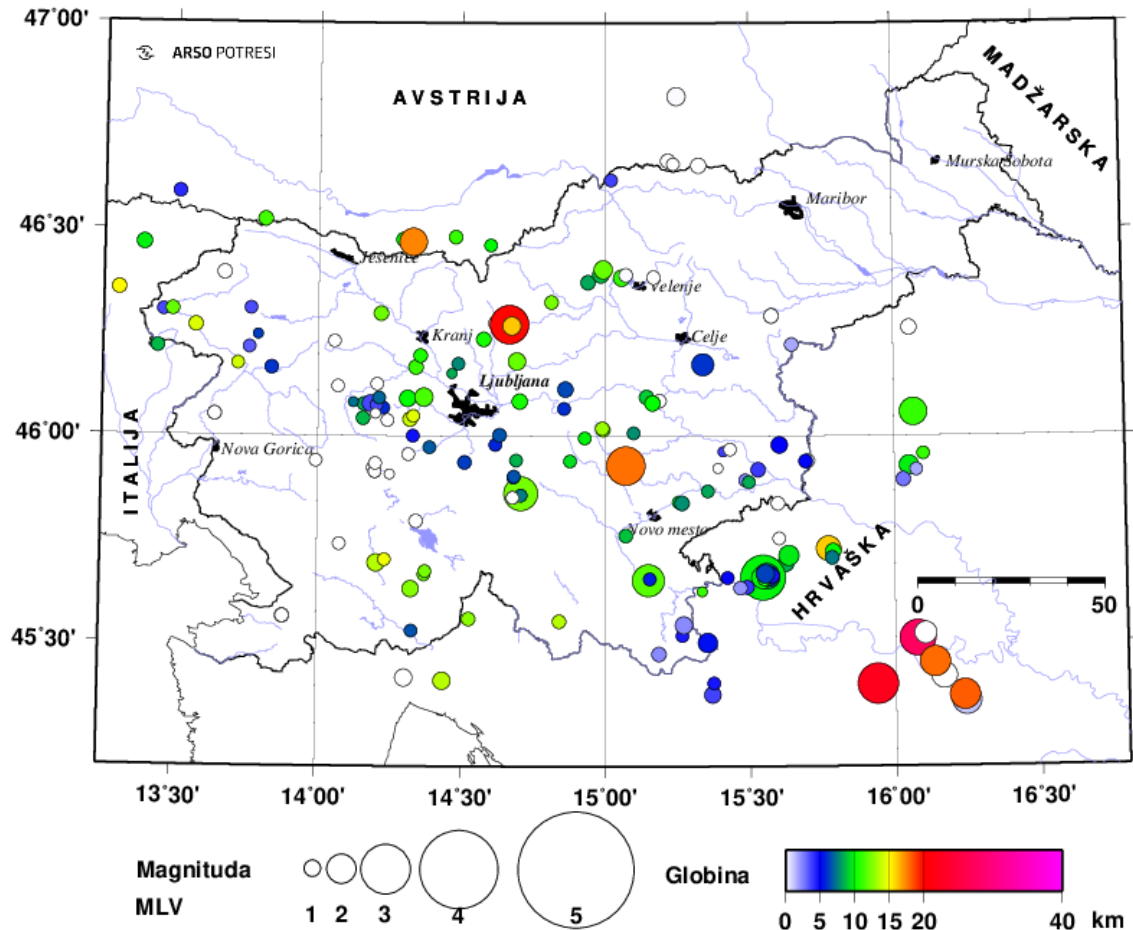 47°00'
ARSO POTRESI
AVSTRIJA
MADŽARSKA
Murska Sobota
Maribor
46°30'
Jesenice
Velenje
Kranj
Celje
Ljubljana
46°00'
Nova Gorica
ITALIJA
Novo mesto
HRVAŠKA
0 50
45°30'
13°30' 14°00' 14°30' 15°00' 15°30' 16°00' 16°30'
Magnituda
MLV
1 2 3 4 5
Globina
0 5 10 15 20 40 km